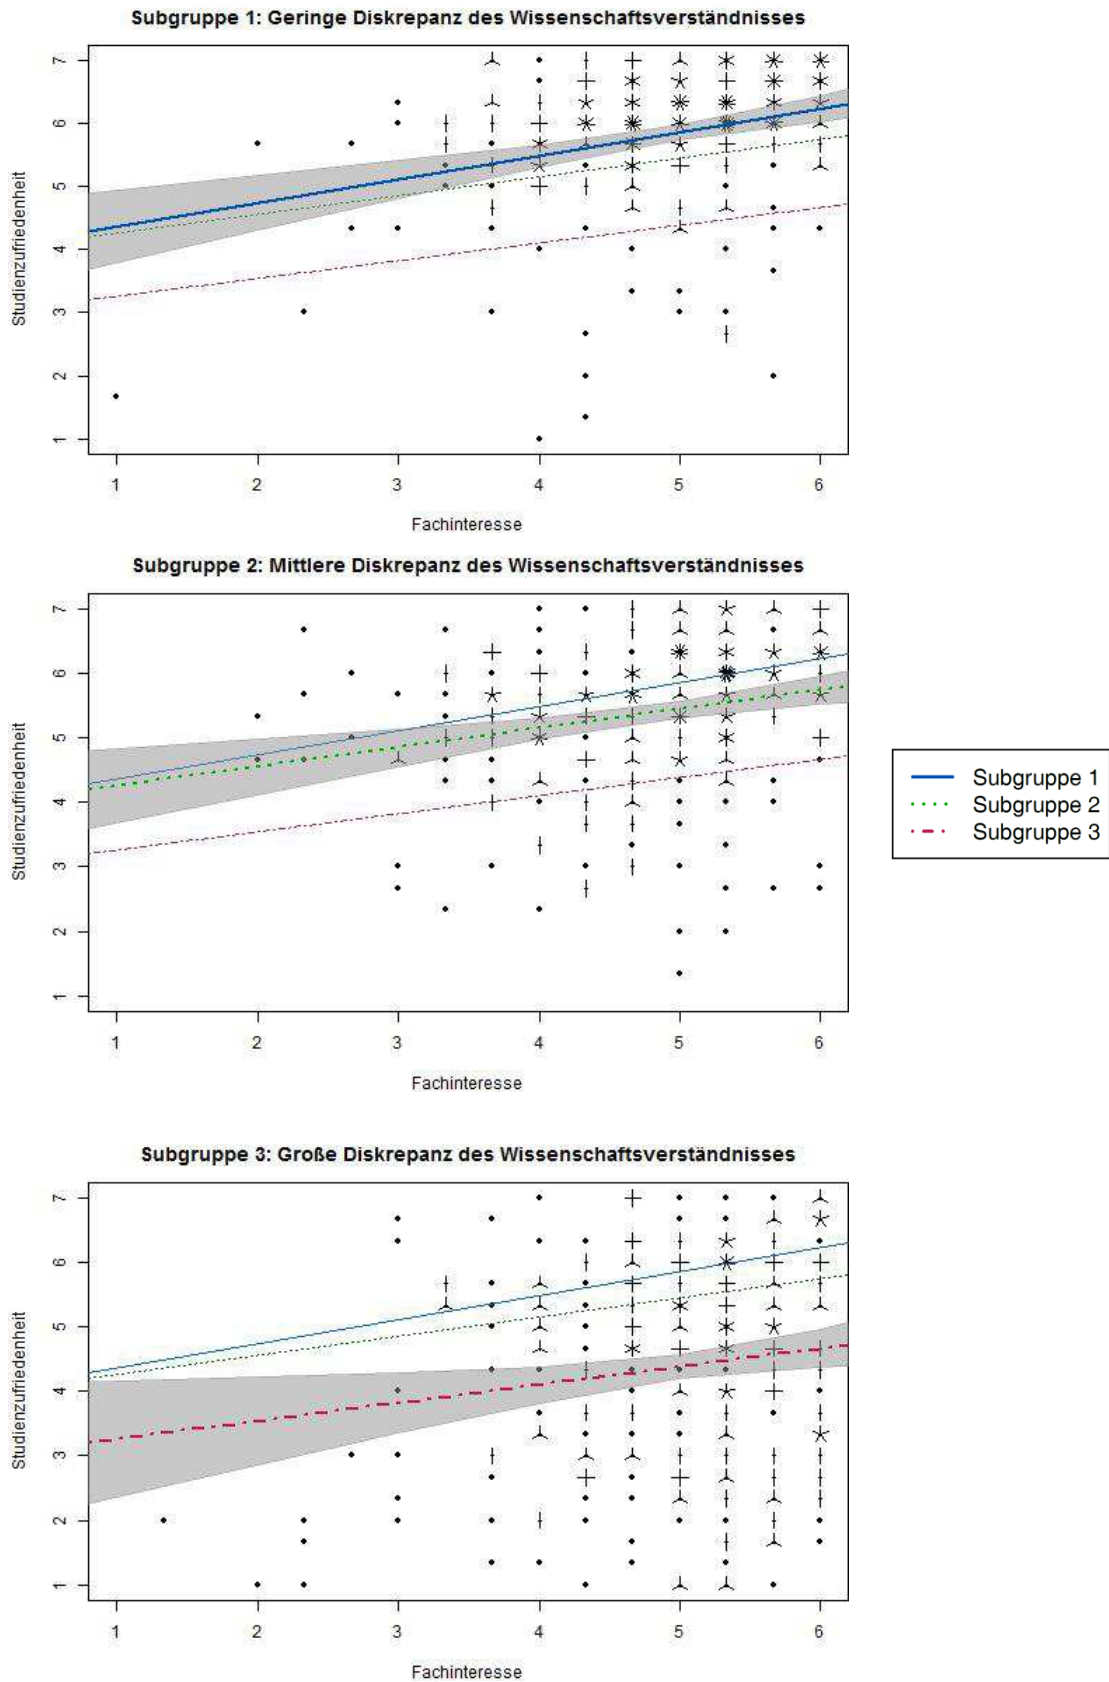 Subgruppe 1: Geringe Diskrepanz des Wissenschaftsverständnisses
Studienzufriedenheit
7
6
5
4
3
2
1
1 2 3 4 5 6
Fachinteresse
Subgruppe 2: Mittlere Diskrepanz des Wissenschaftsverständnisses
Studienzufriedenheit
7
6
5
4
3
2
1
1 2 3 4 5 6
Fachinteresse
Subgruppe 1
Subgruppe 2
Subgruppe 3
Subgruppe 3: Große Diskrepanz des Wissenschaftsverständnisses
Studienzufriedenheit
7
6
5
4
3
2
1
1 2 3 4 5 6
Fachinteresse